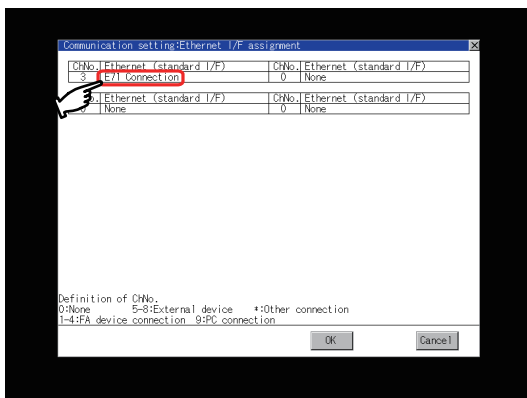 Communication setting:Ethernet I/F assignment
ChNo. Ethernet (standard I/F) ChNo. Ethernet (standard I/F)
3 E71 Connection 0 None
o. Ethernet (standard I/F) ChNo. Ethernet (standard I/F)
0 None 0 None
Definition of ChNo.
0:None 5-8:External device *:Other connection
1-4:FA device connection 9:PC connection
OK Cancel